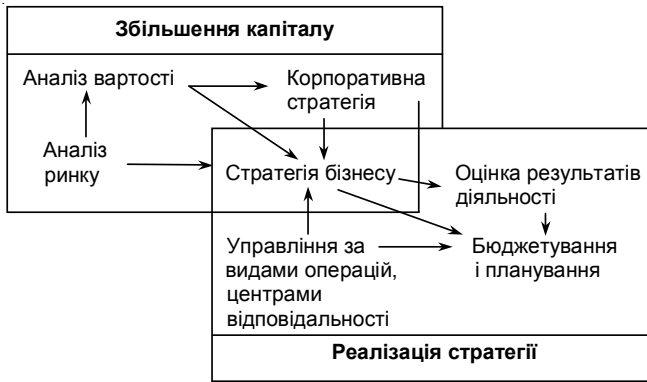 Збільшення капіталу
Аналіз вартості
Корпоративна
стратегія
Аналіз
ринку
Стратегія бізнесу
Оцінка результатів
діяльності
Управління за
видами операцій,
центрами
відповідальності
Бюджетування
і планування
Реалізація стратегії